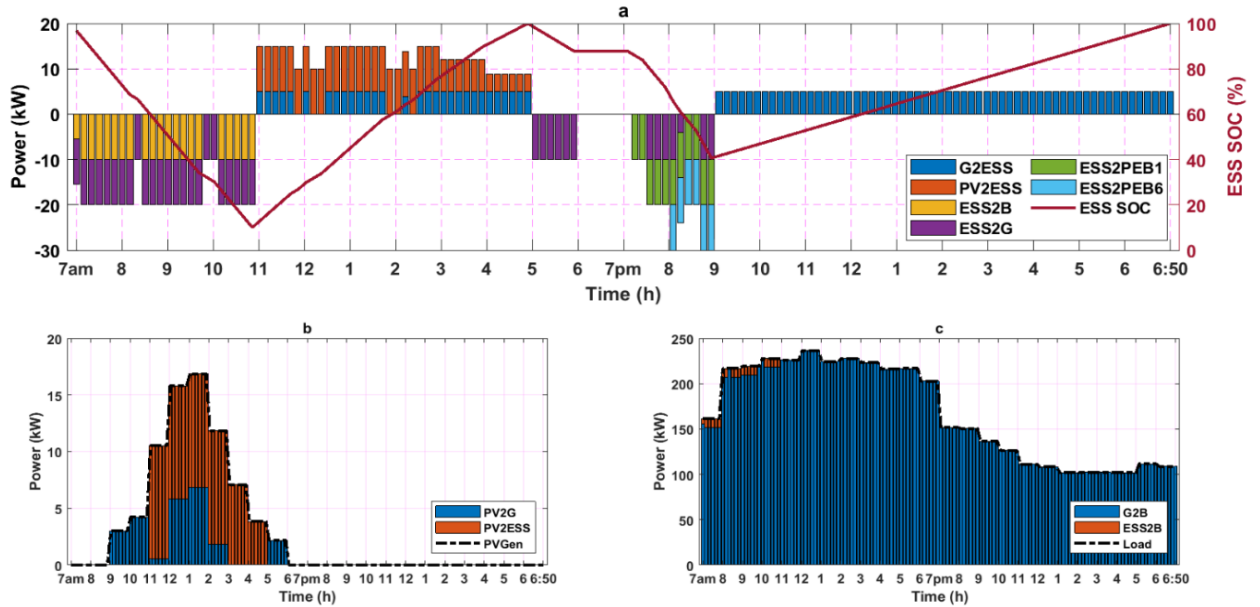 a
20
10
0
-10
-20
-30
Power (kW)
100
80
60
40
20
0
ESS SOC (%)
G2ESS
PV2ESS
ESS2B
ESS2G
ESS2PEB1
ESS2PEB6
ESS SOC
7am 8 9 10 11 12 1 2 3 4 5 6 7pm 8 9 10 11 12 1 2 3 4 5 6 6:50
Time (h)
b
20
15
10
5
0
Power (kW)
PV2G
PV2ESS
PVGen
7am 8 9 10 11 12 1 2 3 4 5 6 7pm 8 9 10 11 12 1 2 3 4 5 6 6:50
Time (h)
c
250
200
150
100
50
0
Power (kW)
G2B
ESS2B
Load
7am 8 9 10 11 12 1 2 3 4 5 6 7pm 8 9 10 11 12 1 2 3 4 5 6 6:50
Time (h)